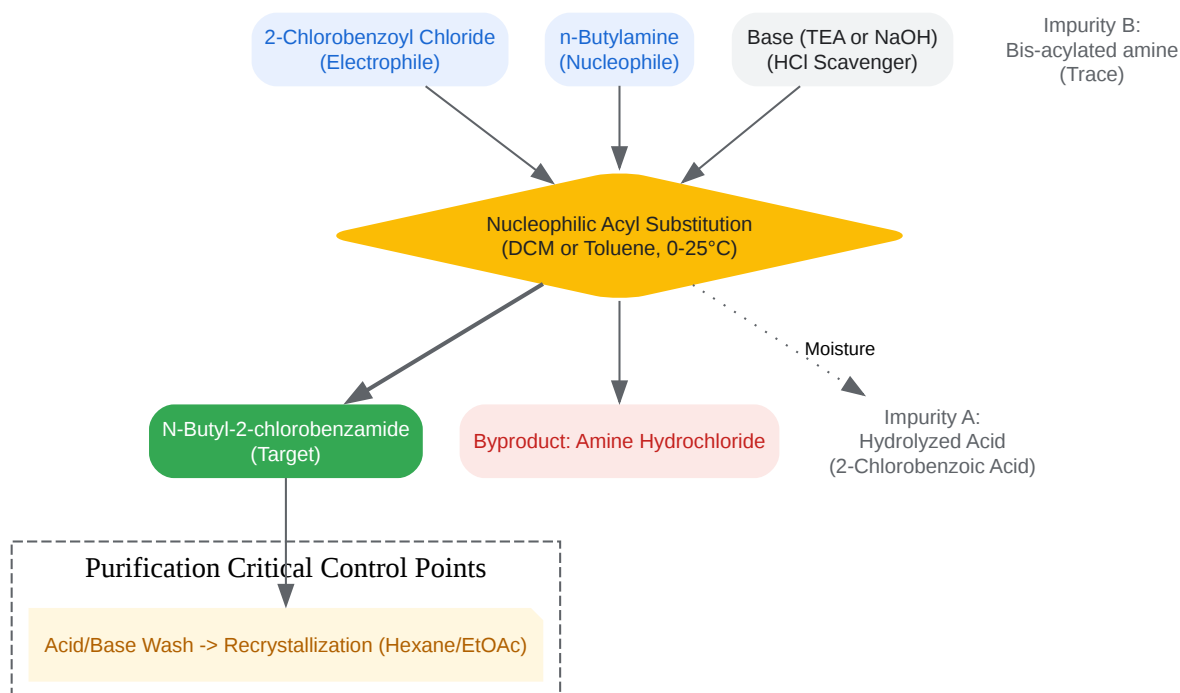 2-Chlorobenzoyl Chloride
(Electrophile)
n-Butylamine
(Nucleophile)
Base (TEA or NaOH)
(HCl Scavenger)
Impurity B:
Bis-acylated amine
(Trace)
Nucleophilic Acyl Substitution
(DCM or Toluene, 0-25°C)
Moisture
N-Butyl-2-chlorobenzamide
(Target)
Byproduct: Amine Hydrochloride
Impurity A:
Hydrolyzed Acid
(2-Chlorobenzoic Acid)
Purification Critical Control Points
Acid/Base Wash -> Recrystallization (Hexane/EtOAc)